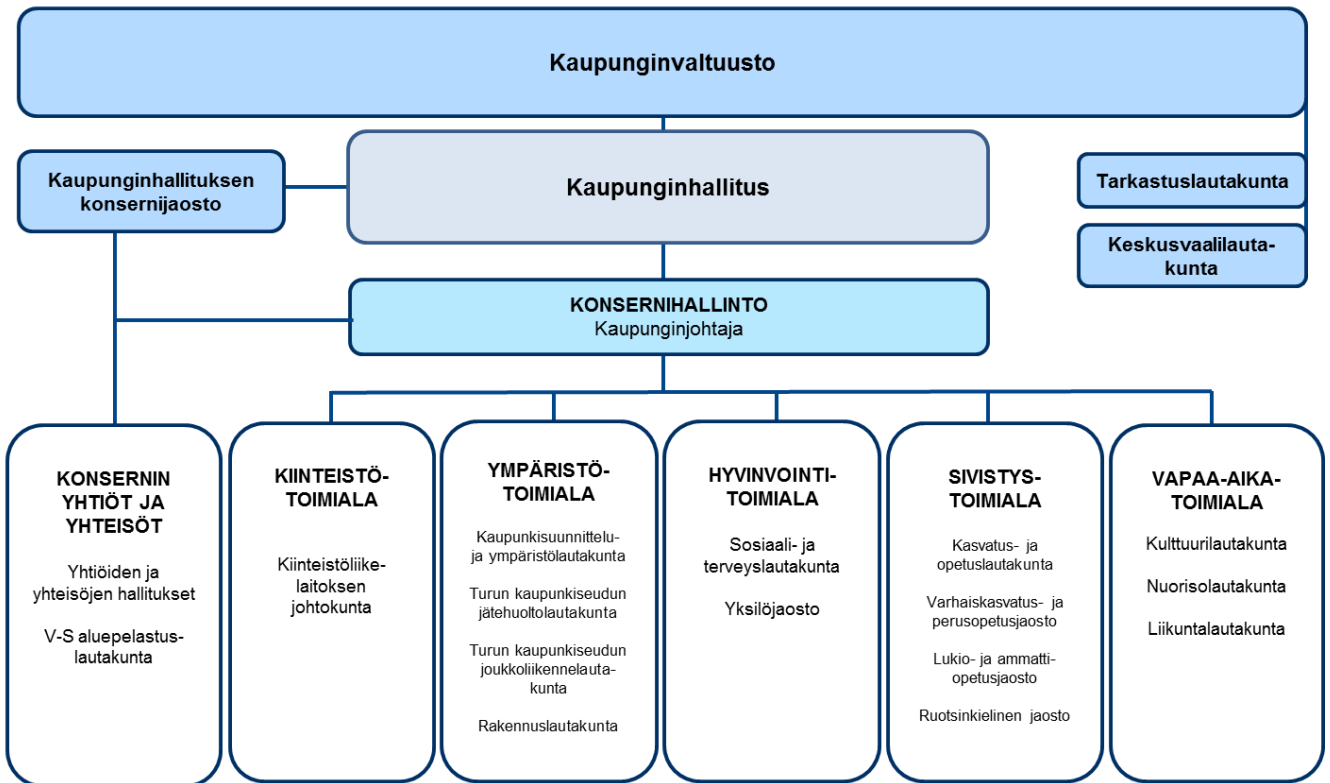 Kaupunginvaltuusto
Kaupunginhallituksen
konsernijaosto
Kaupunginhallitus
Tarkastuslautakunta
Keskusvaalilauta-
kunta
KONSERNIHALLINTO
Kaupunginjohtaja
KONSERNIN
YHTIÖT JA
YHTEISÖT
Yhtiöiden ja
yhteisöjen hallitukset
V-S aluepelastus-
lautakunta
KIINTEISTÖ-
TOIMIALA
Kiinteistöliike-
laitoksen
johtokunta
YMPÄRISTÖ-
TOIMIALA
Kaupunkisuunnittelu-
ja ympäristölautakunta
Turun kaupunkiseudun
jätehuoltolautakunta
Turun kaupunkiseudun
joukkoliikennelauta-
kunta
Rakennuslautakunta
HYVINVOINTI-
TOIMIALA
Sosiaali- ja
terveyslautakunta
Yksilöjaosto
SIVISTYS-
TOIMIALA
Kasvatus- ja
opetuslautakunta
Varhaiskasvatus- ja
perusopetusjaosto
Lukio- ja ammatti-
opetusjaosto
Ruotsinkielinen jaosto
VAPAA-AIKA-
TOIMIALA
Kulttuurilautakunta
Nuorisolautakunta
Liikuntalautakunta